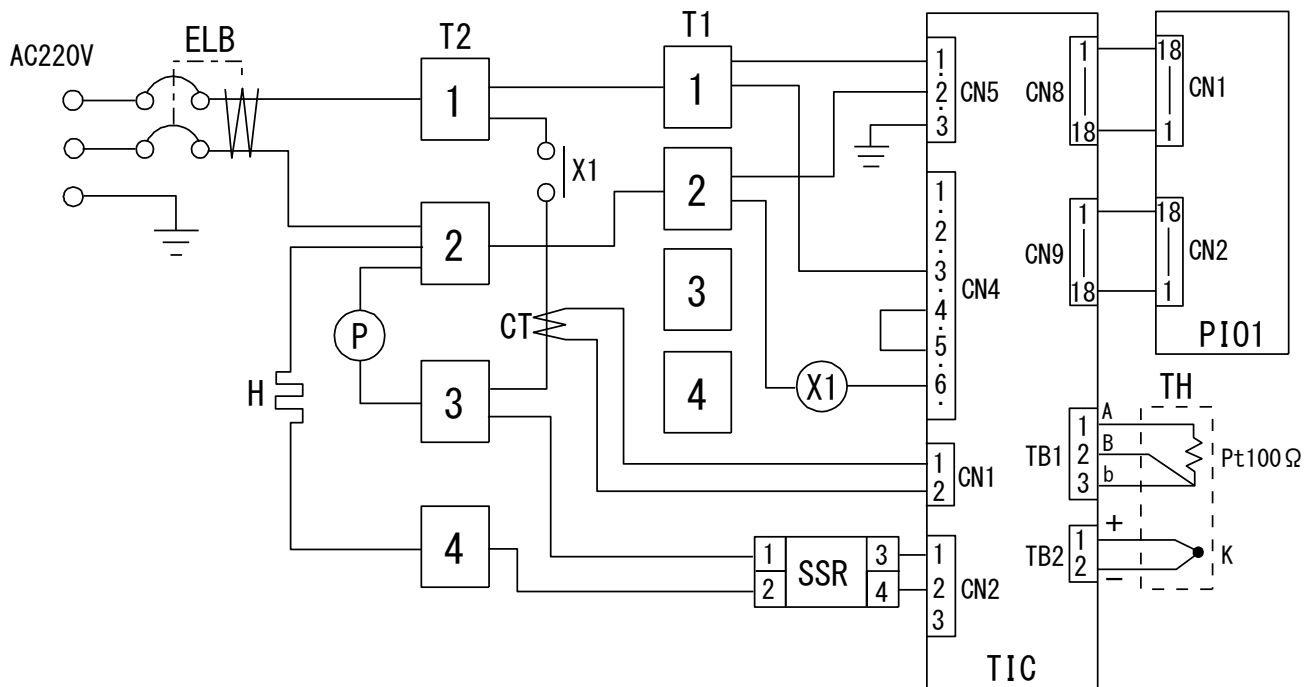 AC220V
ELB
T2
T1
1
1
1
2
3
CN5
CN8
1
18
18
1
CN1
X1
2
2
1
2
3
4
5
6
CN4
CN9
1
18
18
1
CN2
PIO1
3
4
P
CT
H
3
X1
TH
TB1
1
2
3
A
B
b
Pt100Ω
1
2
CN1
4
1
2
SSR
3
4
1
2
3
CN2
TB2
1
2
+
−
K
TIC